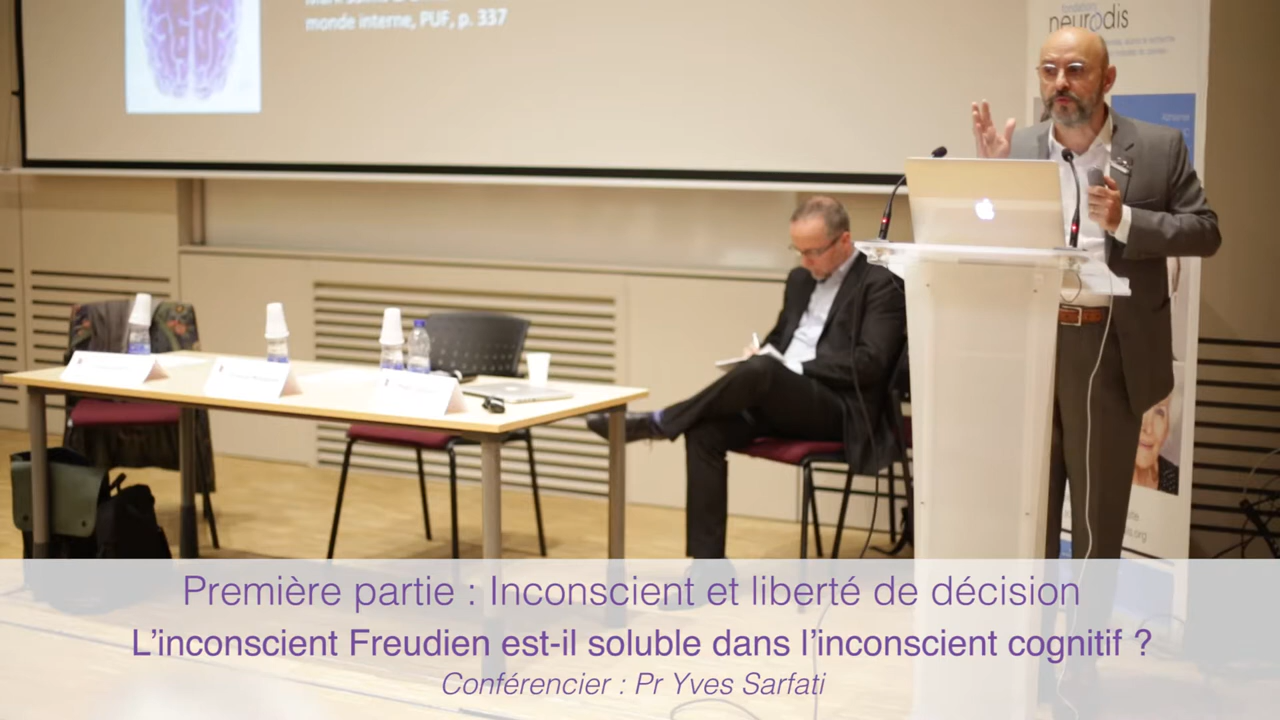 monde interne, PUF, p. 337
fondation
neurodis
Première partie : Inconscient et liberté de décision
L’inconscient Freudien est-il soluble dans l’inconscient cognitif ?
Conférencier : Pr Yves Sarfati